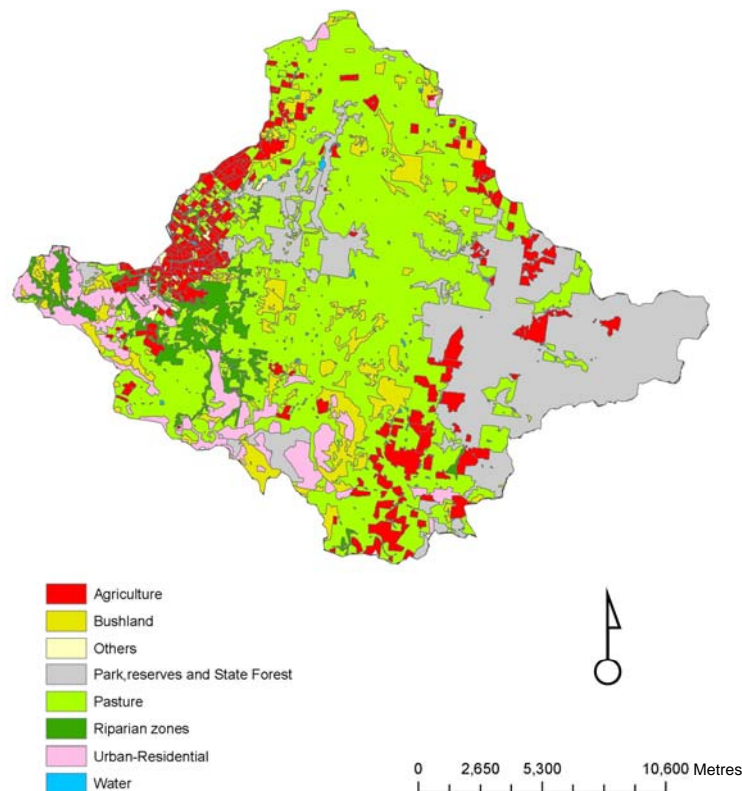 Agriculture
Bushland
Others
Park,reserves and State Forest
Pasture
Riparian zones
Urban-Residential
Water
0 2,650 5,300 10,600 Metres